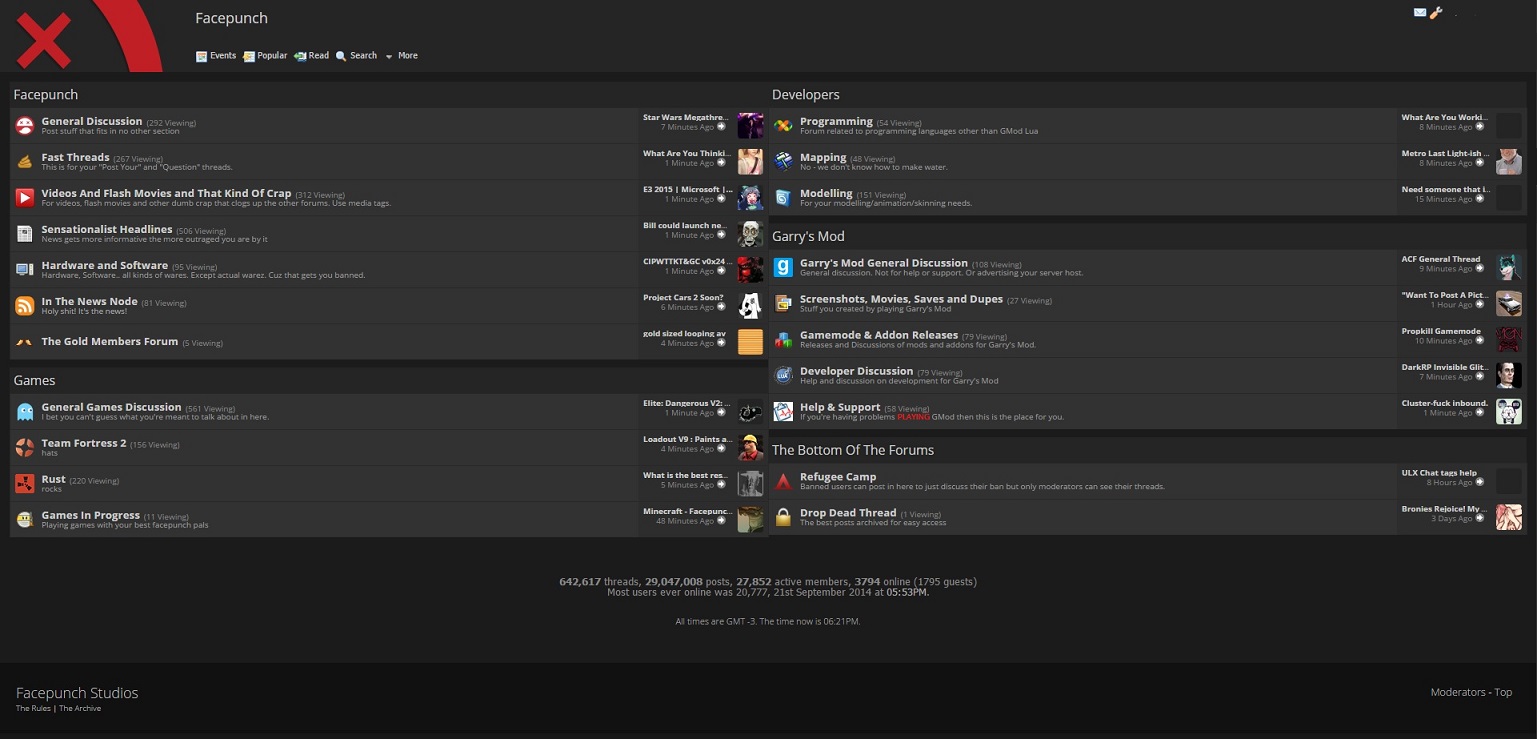 Facepunch
Events Popular Read Search More
Facepunch
General Discussion (292 Viewing)
Post stuff that fits in no other section
Star Wars Megathre...
7 Minutes Ago
Fast Threads (267 Viewing)
This is for your "Post Your" and "Question" threads.
What Are You Thinki...
1 Minute Ago
Videos And Flash Movies and That Kind Of Crap (312 Viewing)
For videos, flash movies and other dumb crap that clogs up the other forums. Use media tags.
E3 2015 | Microsoft |...
1 Minute Ago
Sensationalist Headlines (506 Viewing)
News gets more informative the more outraged you are by it
Bill could launch ne...
1 Minute Ago
Hardware and Software (95 Viewing)
Hardware, Software.. all kinds of wares. Except actual warez. Cuz that gets you banned.
CIPWTTKT&GC v0x24 ...
1 Minute Ago
In The News Node (81 Viewing)
Holy shit! It's the news!
Project Cars 2 Soon?
6 Minutes Ago
The Gold Members Forum (5 Viewing)
gold sized looping av
4 Minutes Ago
Games
General Games Discussion (561 Viewing)
I bet you can't guess what you're meant to talk about in here.
Elite: Dangerous V2: ...
1 Minute Ago
Team Fortress 2 (156 Viewing)
hats
Loadout V9 : Paints a...
4 Minutes Ago
Rust (220 Viewing)
rocks
What is the best res...
5 Minutes Ago
Games In Progress (11 Viewing)
Playing games with your best facepunch pals
Minecraft - Facepunc...
48 Minutes Ago
Developers
Programming (54 Viewing)
Forum related to programming languages other than GMod Lua
What Are You Worki...
8 Minutes Ago
Mapping (48 Viewing)
No - we don't know how to make water.
Metro Last Light-ish ...
8 Minutes Ago
Modelling (151 Viewing)
For your modelling/animation/skinning needs.
Need someone that i...
15 Minutes Ago
Garry's Mod
Garry's Mod General Discussion (108 Viewing)
General discussion. Not for help or support. Or advertising your server host.
ACF General Thread
9 Minutes Ago
Screenshots, Movies, Saves and Dupes (27 Viewing)
Stuff you created by playing Garry's Mod
"Want To Post A Pict...
1 Hour Ago
Gamemode & Addon Releases (79 Viewing)
Releases and Discussions of mods and addons for Garry's Mod.
Propkill Gamemode
10 Minutes Ago
Developer Discussion (79 Viewing)
Help and discussion on development for Garry's Mod
DarkRP Invisible Glit...
7 Minutes Ago
Help & Support (58 Viewing)
If you're having problems PLAYING GMod then this is the place for you.
Cluster-fuck inbound.
1 Minute Ago
The Bottom Of The Forums
Refugee Camp
Banned users can post in here to just discuss their ban but only moderators can see their threads.
ULX Chat tags help
8 Hours Ago
Drop Dead Thread (1 Viewing)
The best posts archived for easy access
Bronies Rejoice! My ...
3 Days Ago
642,617 threads, 29,047,008 posts, 27,852 active members, 3794 online (1795 guests)
Most users ever online was 20,777, 21st September 2014 at 05:53PM.
All times are GMT -3. The time now is 06:21PM.
Facepunch Studios
The Rules | The Archive
Moderators - Top